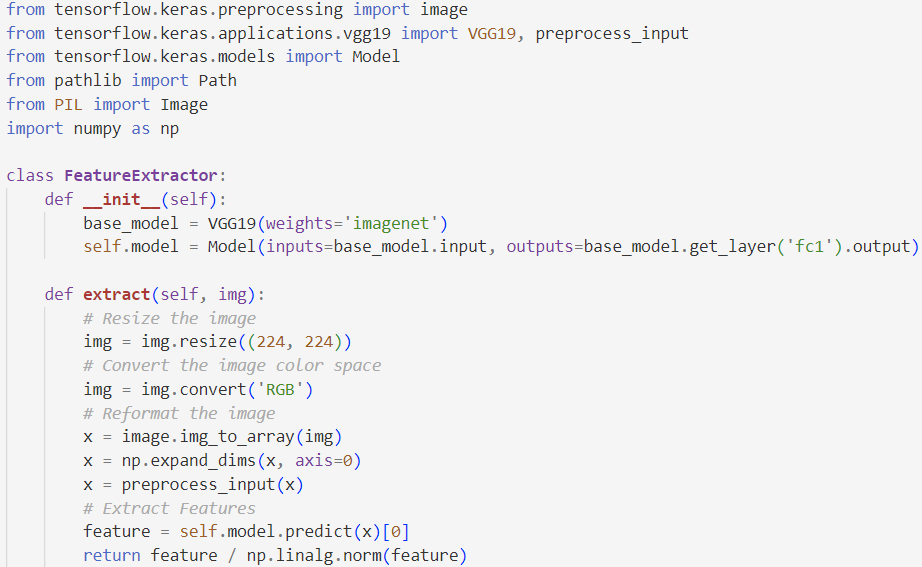 from tensorflow.keras.preprocessing import image
from tensorflow.keras.applications.vgg19 import VGG19, preprocess_input
from tensorflow.keras.models import Model
from pathlib import Path
from PIL import Image
import numpy as np

class FeatureExtractor:
    def __init__(self):
        base_model = VGG19(weights='imagenet')
        self.model = Model(inputs=base_model.input, outputs=base_model.get_layer('fc1').output)

    def extract(self, img):
        # Resize the image
        img = img.resize((224, 224))
        # Convert the image color space
        img = img.convert('RGB')
        # Reformat the image
        x = image.img_to_array(img)
        x = np.expand_dims(x, axis=0)
        x = preprocess_input(x)
        # Extract Features
        feature = self.model.predict(x)[0]
        return feature / np.linalg.norm(feature)